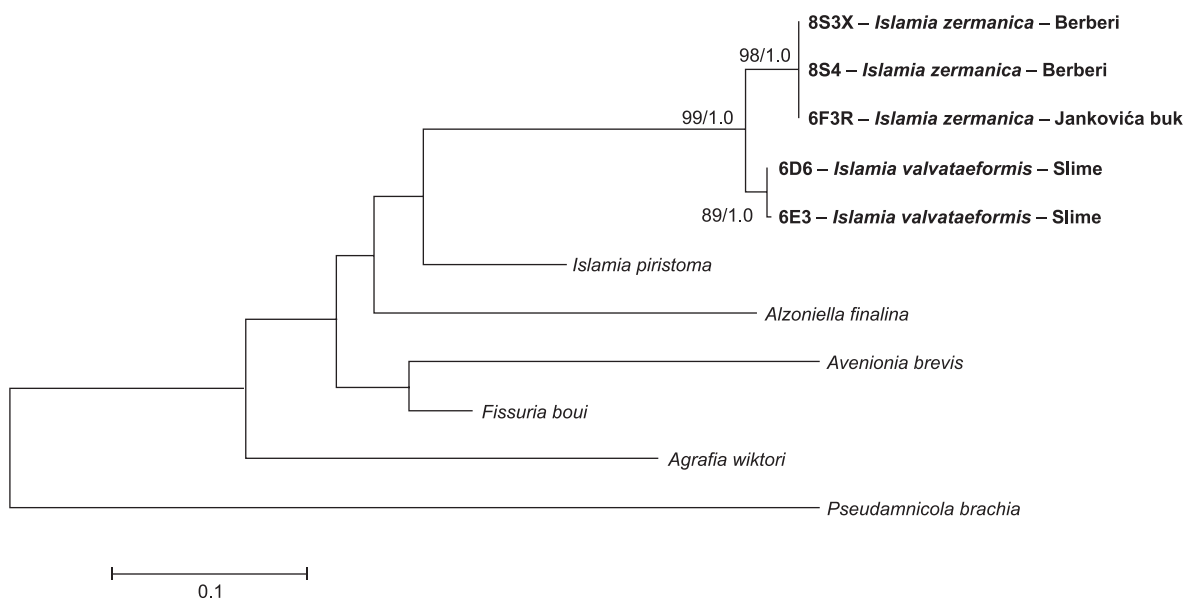 8S3X – Islamia zermanica – Berberi
98/1.0
8S4 – Islamia zermanica – Berberi
99/1.0
6F3R – Islamia zermanica – Jankovića buk
6D6 – Islamia valvataeformis – Slime
89/1.0
6E3 – Islamia valvataeformis – Slime
Islamia piristoma
Alzoniella finalina
Avenionia brevis
Fissuria boui
Agrafia wiktori
Pseudamnicola brachia
0.1